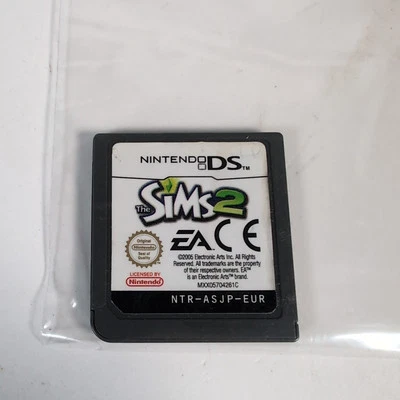 NINTENDO DS™
The SiMS 2
EA CE
Original
Nintendo
Seal of
Quality
©2005 Electronic Arts Inc. All Rights
Reserved. All trademarks are the property
of their respective owners. EA™
is an Electronic Arts™ brand.
MXX05704261C
LICENSED BY
Nintendo
NTR-ASJP-EUR